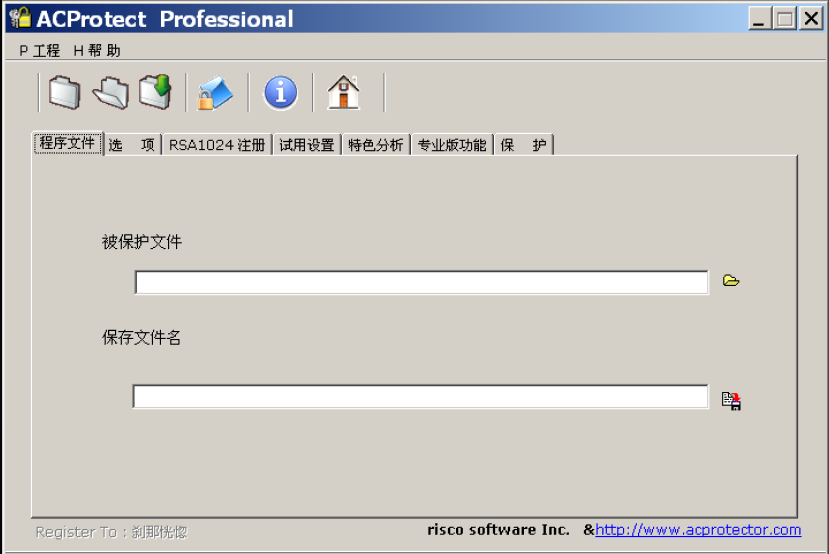 ACProtect Professional
P 工程 H 帮 助
程序文件 选 项 RSA1024 注册 试用设置 特色分析 专业版功能 保 护
被保护文件
保存文件名
Register To：刹那恍惚
risco software Inc. &http://www.acprotector.com